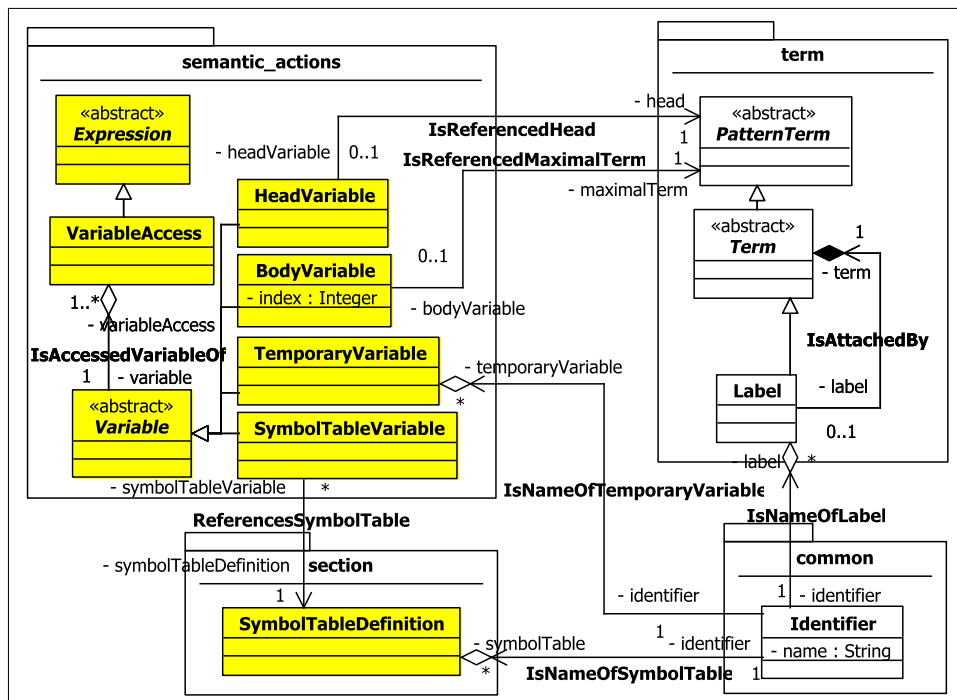 semantic_actions
term
«abstract»
Expression
- head
«abstract»
PatternTerm
IsReferencedHead
1
- headVariable
0..1
IsReferencedMaximalTerm
1
HeadVariable
- maximalTerm
VariableAccess
«abstract»
Term
1
0..1
BodyVariable
- term
- index : Integer
1..*
- bodyVariable
- variableAccess
IsAccessedVariableOf
TemporaryVariable
- temporaryVariable
IsAttachedBy
1
- variable
*
Label
- label
«abstract»
Variable
SymbolTableVariable
0..1
- label
*
- symbolTableVariable
*
IsNameOfTemporaryVariable
ReferencesSymbolTable
IsNameOfLabel
- symbolTableDefinition
section
common
1
- identifier
1
- identifier
SymbolTableDefinition
Identifier
- symbolTable
1
- identifier
- name : String
*
IsNameOfSymbolTable
1